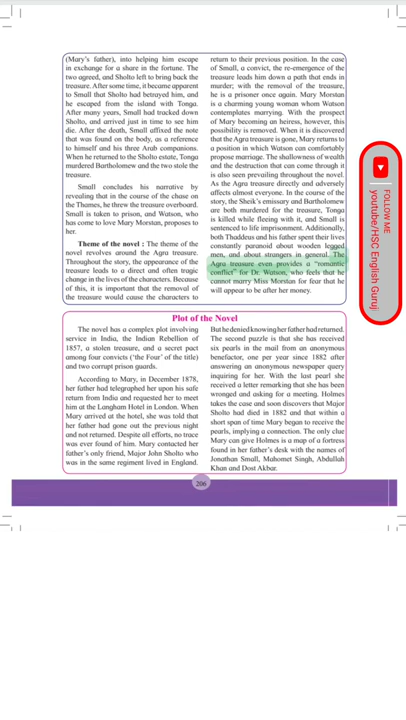 (Mary's father), into helping him escape
in exchange for a share in the fortune. The
two agreed, and Sholto left to bring back the
treasure. After some time, it became apparent
to Small that Sholto had betrayed him, and
he escaped from the island with Tonga.
After many years, Small had tracked down
Sholto, and arrived just in time to see him
die. After the death, Small affixed the note
that was found on the body, as a reference
to himself and his three Arab companions.
When he returned to the Sholto estate, Tonga
murdered Bartholomew and the two stole the
treasure.
Small concludes his narrative by
revealing that in the course of the chase on
the Thames, he threw the treasure overboard.
Small is taken to prison, and Watson, who
has come to love Mary Morstan, proposes to
her.
Theme of the novel : The theme of the
novel revolves around the Agra treasure.
Throughout the story, the appearance of the
treasure leads to a direct and often tragic
change in the lives of the characters. Because
of this, it is important that the removal of
the treasure would cause the characters to
return to their previous position. In the case
of Small, a convict, the re-emergence of the
treasure leads him down a path that ends in
murder; with the removal of the treasure,
he is a prisoner once again. Mary Morstan
is a charming young woman whom Watson
contemplates marrying. With the prospect
of Mary becoming an heiress, however, this
possibility is removed. When it is discovered
that the Agra treasure is gone, Mary returns to
a position in which Watson can comfortably
propose marriage. The shallowness of wealth
and the destruction that can come through it
is also seen prevailing throughout the novel.
As the Agra treasure directly and adversely
affects almost everyone. In the course of the
story, the Sheik's emissary and Bartholomew
are both murdered for the treasure, Tonga
is killed while fleeing with it, and Small is
sentenced to life imprisonment. Additionally,
both Thaddeus and his father spent their lives
constantly paranoid about wooden legged
men, and about strangers in general. The
Agra treasure even provides a "romantic
conflict" for Dr. Watson, who feels that he
cannot marry Miss Morstan for fear that he
will appear to be after her money.
Plot of the Novel
The novel has a complex plot involving
service in India, the Indian Rebellion of
1857, a stolen treasure, and a secret pact
among four convicts ('the Four' of the title)
and two corrupt prison guards.
According to Mary, in December 1878,
her father had telegraphed her upon his safe
return from India and requested her to meet
him at the Langham Hotel in London. When
Mary arrived at the hotel, she was told that
her father had gone out the previous night
and not returned. Despite all efforts, no trace
was ever found of him. Mary contacted her
father's only friend, Major John Sholto who
was in the same regiment lived in England.
But he denied knowing her father had returned.
The second puzzle is that she has received
six pearls in the mail from an anonymous
benefactor, one per year since 1882 after
answering an anonymous newspaper query
inquiring for her. With the last pearl she
received a letter remarking that she has been
wronged and asking for a meeting. Holmes
takes the case and soon discovers that Major
Sholto had died in 1882 and that within a
short span of time Mary began to receive the
pearls, implying a connection. The only clue
Mary can give Holmes is a map of a fortress
found in her father's desk with the names of
Jonathan Small, Mahomet Singh, Abdullah
Khan and Dost Akbar.
206
FOLLOW ME
youtube/HSC English Guruj